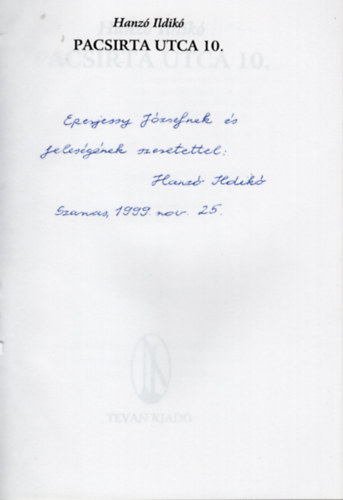 Hanzó Ildikó
PACSIRTA UTCA 10.
Eperjessy Józsefnek és
feleségének szeretettel:
Hanzó Ildikó
Szarvas, 1999. nov. 25.
TEVAN KIADÓ